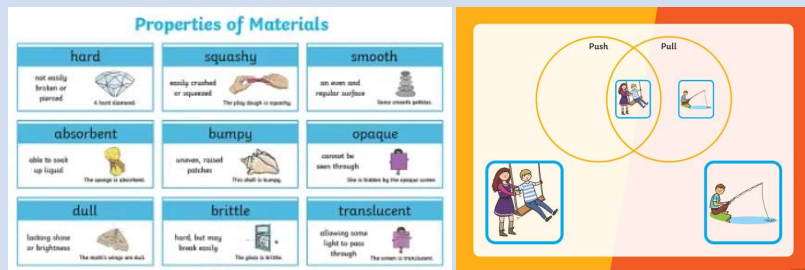 Properties of Materials
hard
not easily
broken or
pierced
A hard diamond.
squashy
easily crushed
or squeezed
The play dough is squashy.
smooth
an even and
regular surface
Some smooth pebbles.
absorbent
able to soak
up liquid
The sponge is absorbent.
bumpy
uneven, raised
patches
This shell is bumpy.
opaque
cannot be
seen through
She is hidden by the opaque screen.
dull
lacking shine
or brightness
The moth's wings are dull.
brittle
hard, but may
break easily
The glass is brittle.
translucent
allowing some
light to pass
through
The screen is translucent.
Push
Pull